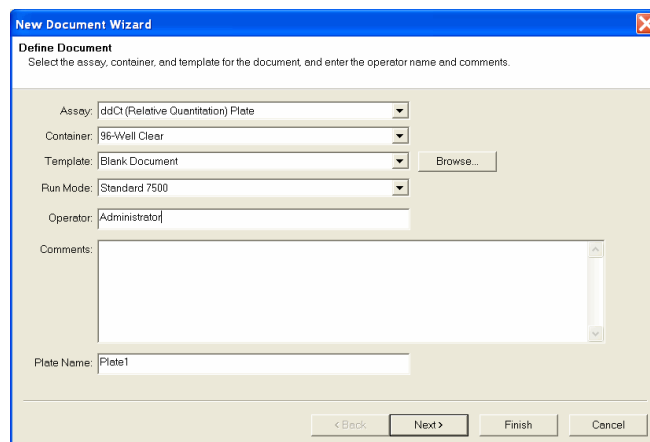 New Document Wizard
Define Document
Select the assay, container, and template for the document, and enter the operator name and comments.
Assay: ddCt (Relative Quantitation) Plate
Container: 96-Well Clear
Template: Blank Document Browse...
Run Mode: Standard 7500
Operator: Administrator
Comments:
Plate Name: Plate1
< Back Next > Finish Cancel